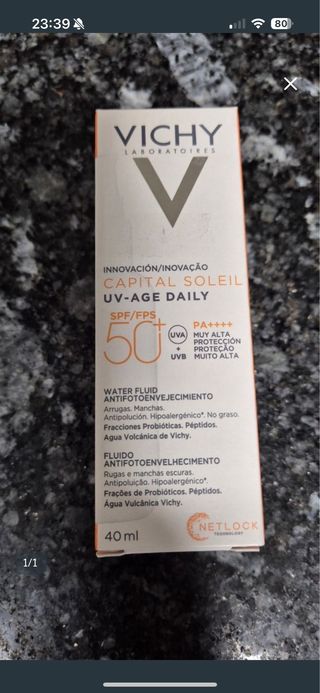 23:39
80
VICHY
LABORATOIRES
V
INNOVACIÓN/INOVAÇÃO
CAPITAL SOLEIL
UV-AGE DAILY
SPF/FPS
50+
UVA
+
UVB
PA++++
MUY ALTA
PROTECCIÓN
PROTEÇÃO
MUITO ALTA
WATER FLUID
ANTIFOTOENVEJECIMIENTO
Arrugas. Manchas.
Antipolución. Hipoalergénico*. No graso.
Fracciones Probióticas. Péptidos.
Agua Volcánica de Vichy.
FLUIDO
ANTIFOTOENVELHECIMENTO
Rugas e manchas escuras.
Antipoluição. Hipoalergénico*.
Frações de Probióticos. Péptidos.
Água Vulcânica Vichy.
40 ml
NETLOCK
TECHNOLOGY
1/1